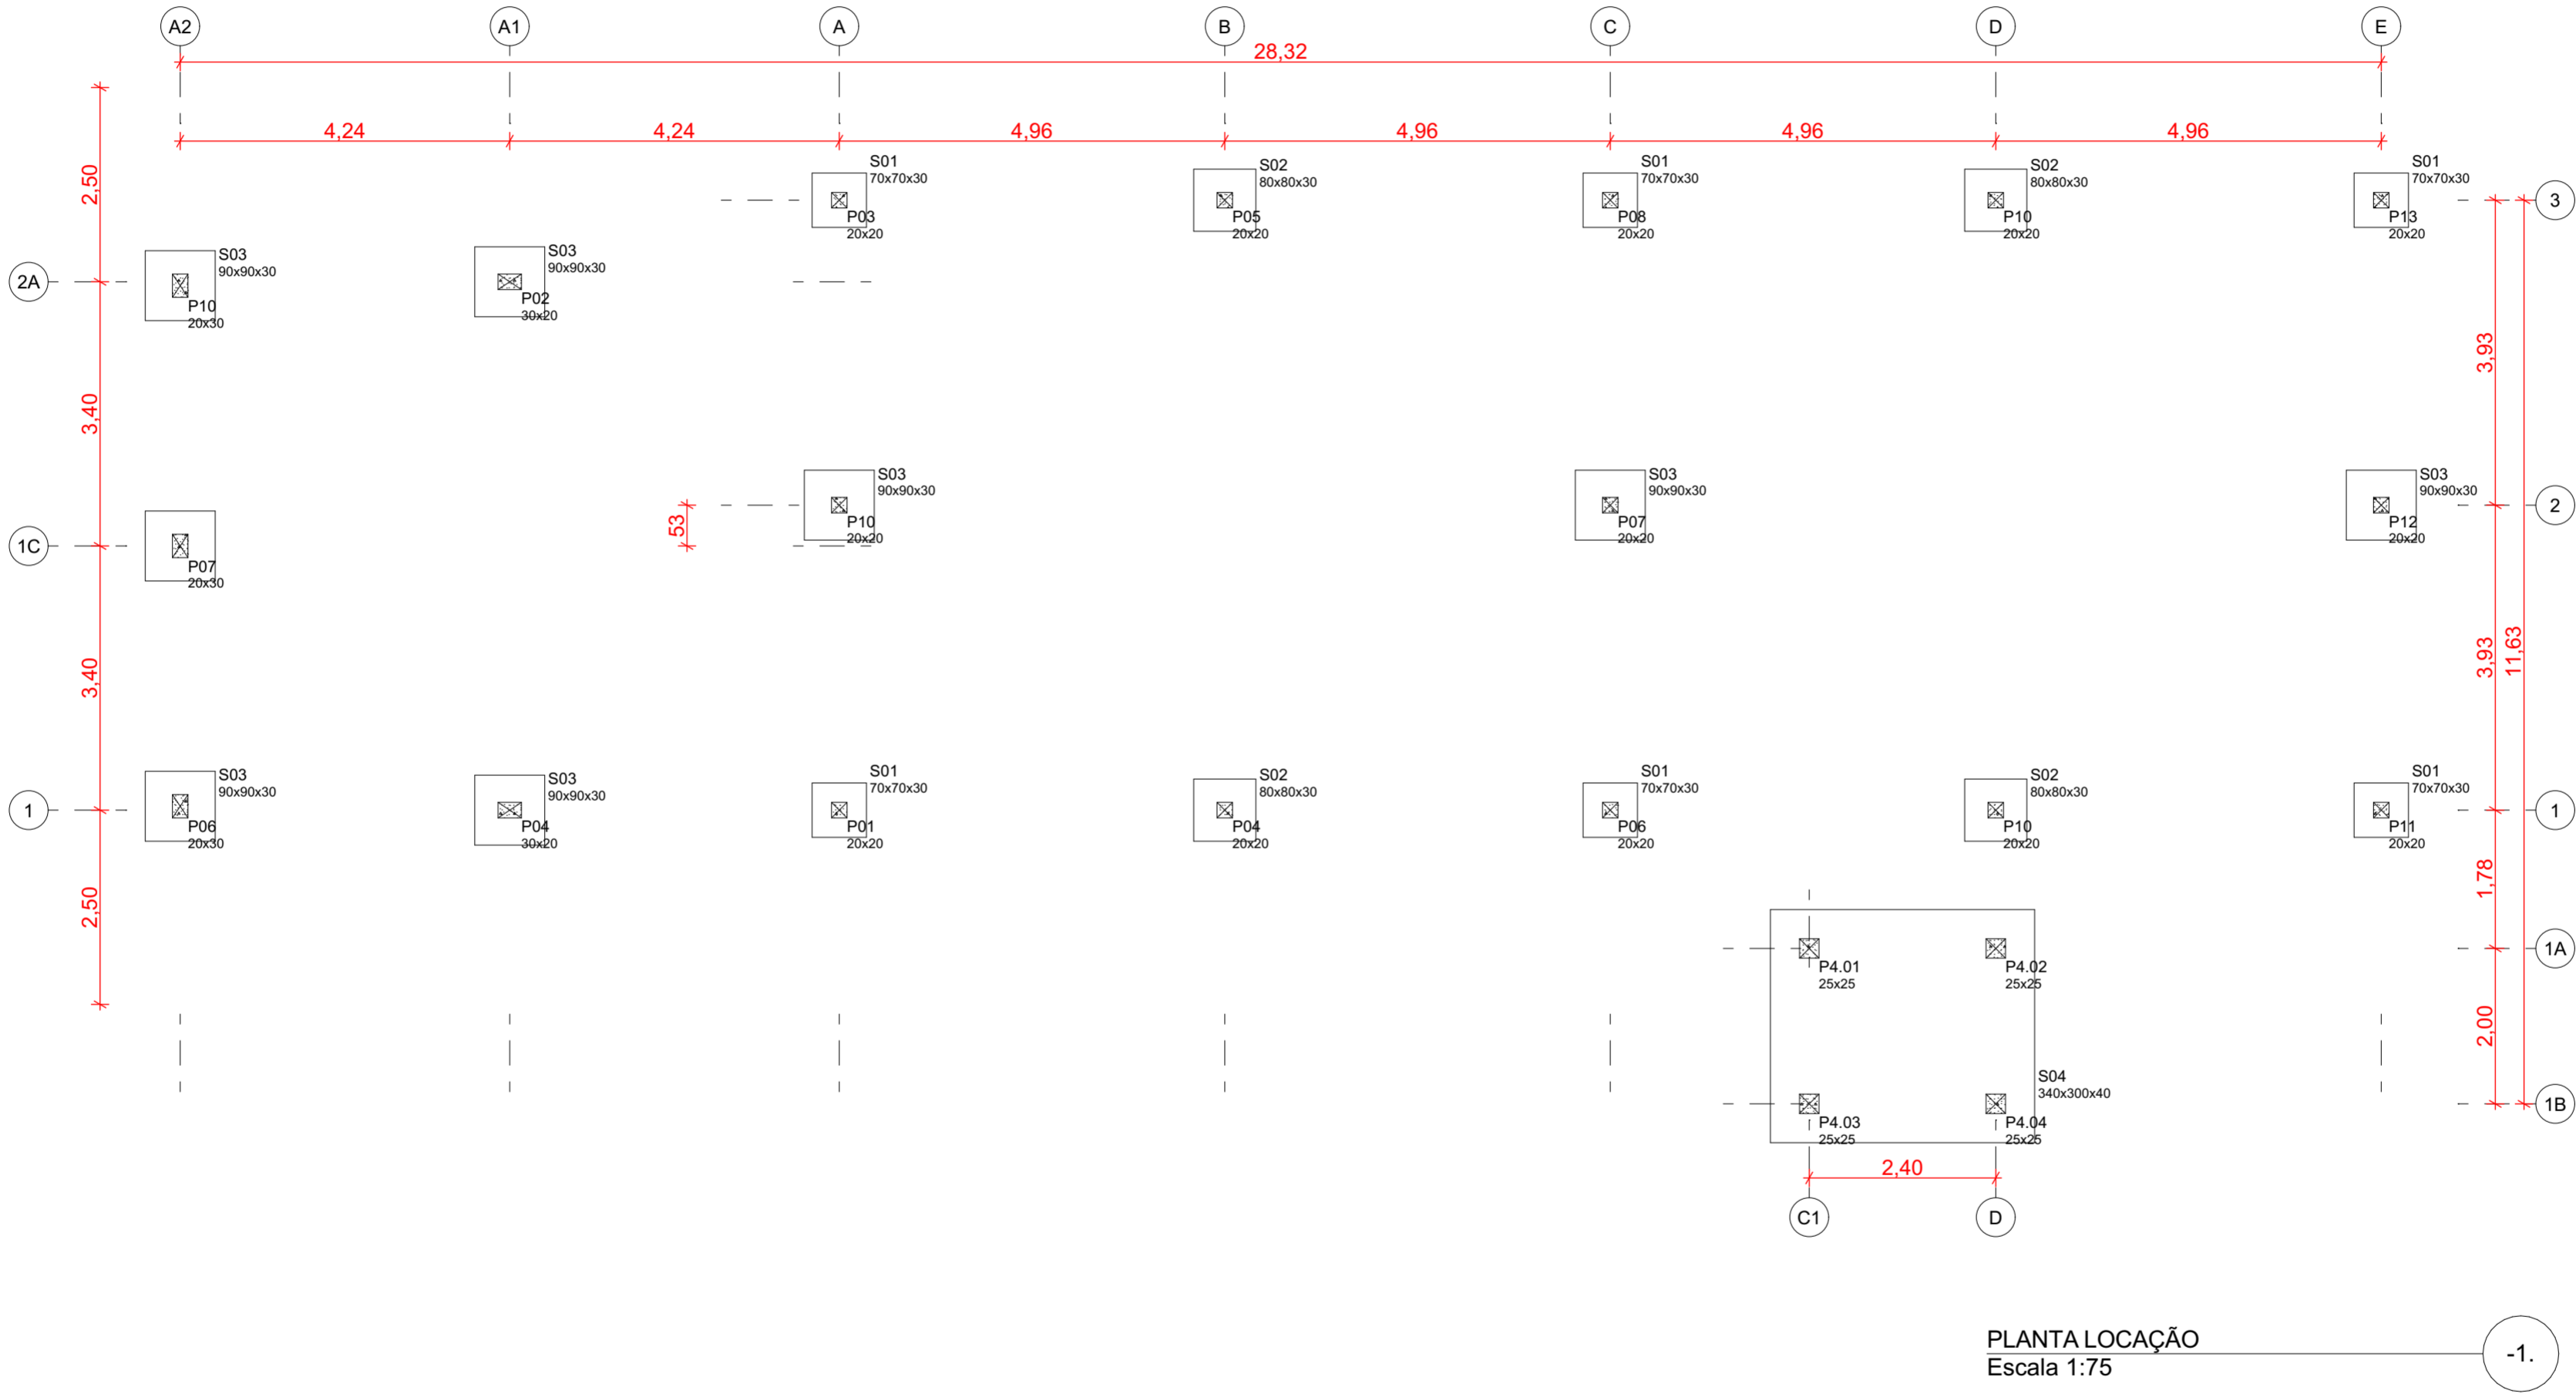 A2
A1
A
B
C
D
E
28,32
4,24
4,24
4,96
4,96
4,96
4,96
2,50
S01
70x70x30
P03
20x20
S02
80x80x30
P05
20x20
S01
70x70x30
P08
20x20
S02
80x80x30
P10
20x20
S01
70x70x30
P13
20x20
3
2A
S03
90x90x30
P10
20x30
S03
90x90x30
P02
30x20
3,40
3,93
53
S03
90x90x30
P10
20x20
S03
90x90x30
P07
20x20
S03
90x90x30
P12
20x20
2
1C
P07
20x30
3,40
3,93
11,63
1
S03
90x90x30
P06
20x30
S03
90x90x30
P04
30x20
S01
70x70x30
P01
20x20
S02
80x80x30
P04
20x20
S01
70x70x30
P06
20x20
S02
80x80x30
P10
20x20
S01
70x70x30
P11
20x20
1
2,50
1,78
P4.01
25x25
P4.02
25x25
1A
2,00
S04
340x300x40
P4.03
25x25
P4.04
25x25
1B
2,40
C1
D
PLANTA LOCAÇÃO
Escala 1:75
-1.